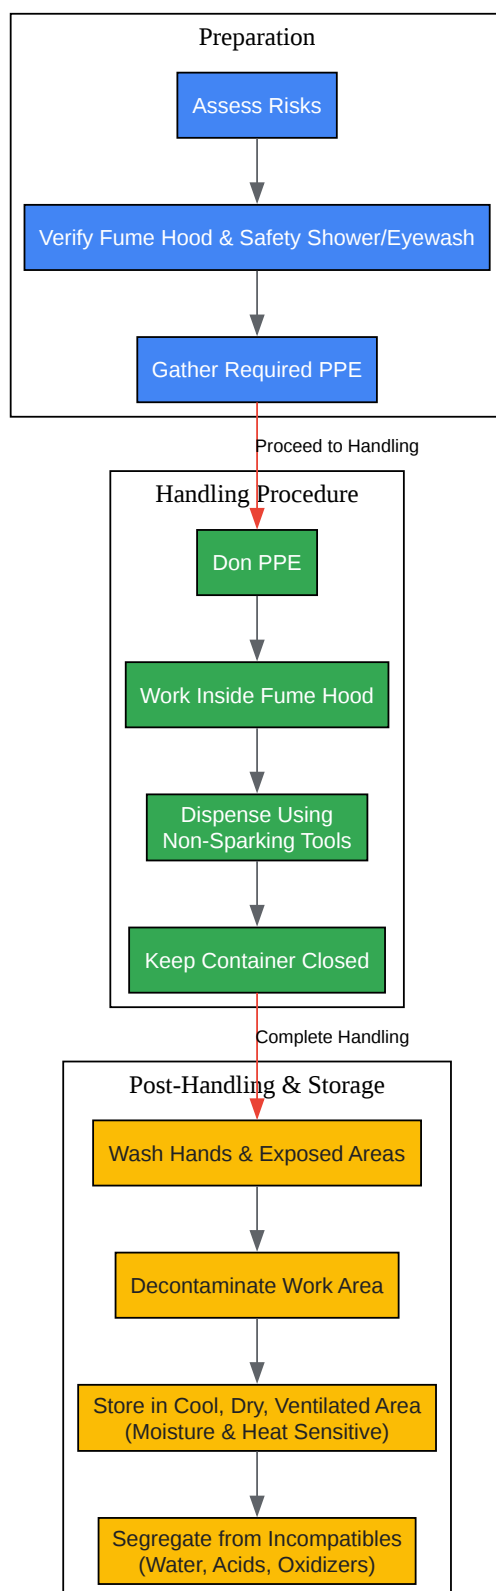 Preparation
Assess Risks
Verify Fume Hood & Safety Shower/Eyewash
Gather Required PPE
Proceed to Handling
Handling Procedure
Don PPE
Work Inside Fume Hood
Dispense Using
Non-Sparking Tools
Keep Container Closed
Complete Handling
Post-Handling & Storage
Wash Hands & Exposed Areas
Decontaminate Work Area
Store in Cool, Dry, Ventilated Area
(Moisture & Heat Sensitive)
Segregate from Incompatibles
(Water, Acids, Oxidizers)